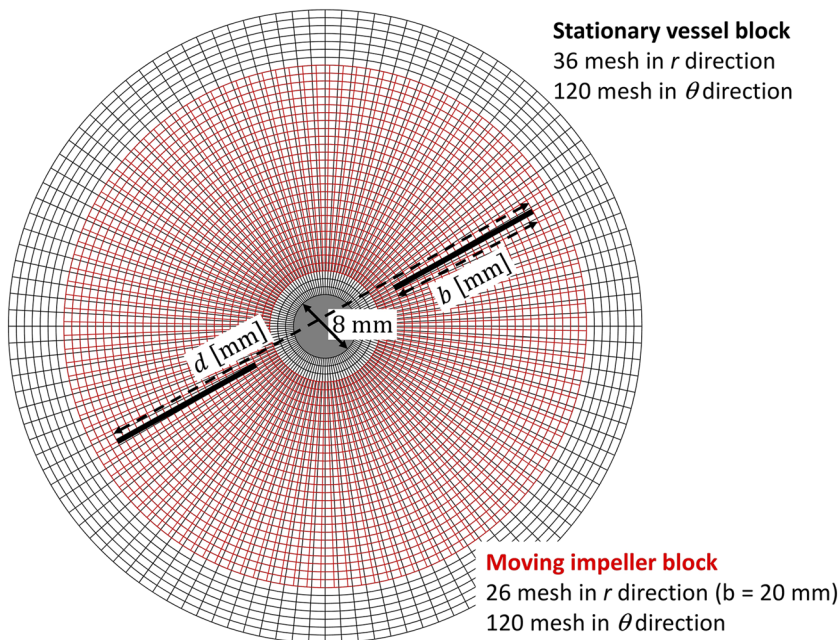 Stationary vessel block
36 mesh in r direction
120 mesh in θ direction
b [mm]
8 mm
d [mm]
Moving impeller block
26 mesh in r direction (b = 20 mm)
120 mesh in θ direction